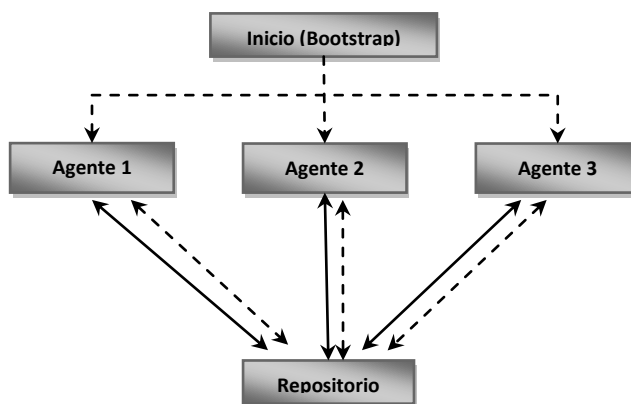 Inicio (Bootstrap)
Agente 1
Agente 2
Agente 3
Repositorio